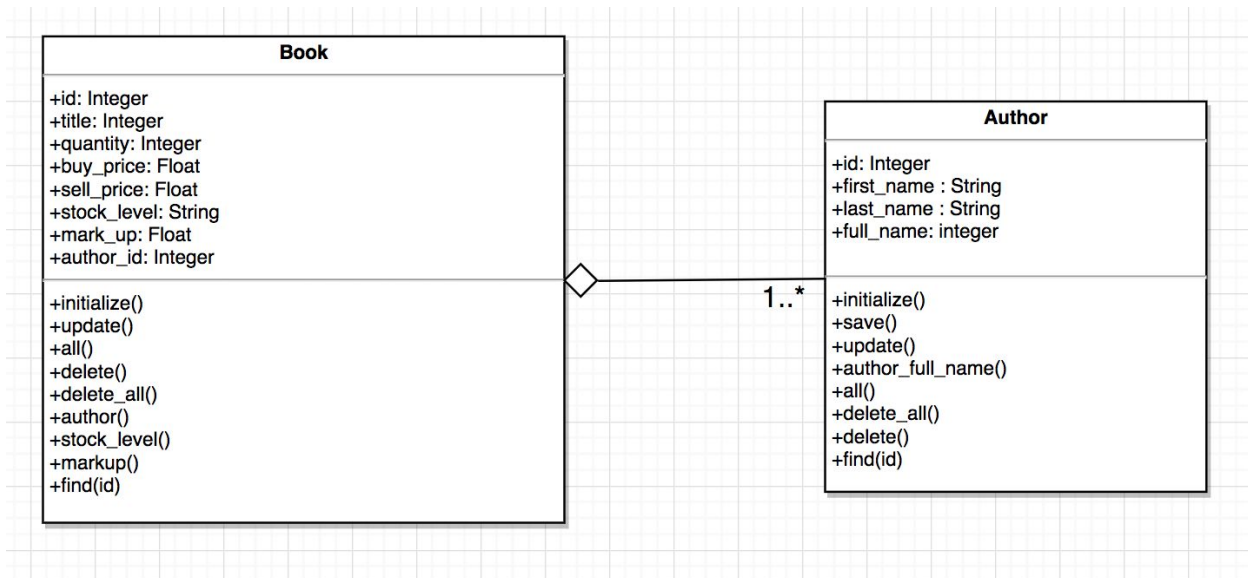 Book
+id: Integer
+title: Integer
+quantity: Integer
+buy_price: Float
+sell_price: Float
+stock_level: String
+mark_up: Float
+author_id: Integer
+initialize()
+update()
+all()
+delete()
+delete_all()
+author()
+stock_level()
+markup()
+find(id)
1..*
Author
+id: Integer
+first_name : String
+last_name : String
+full_name: integer
+initialize()
+save()
+update()
+author_full_name()
+all()
+delete_all()
+delete()
+find(id)